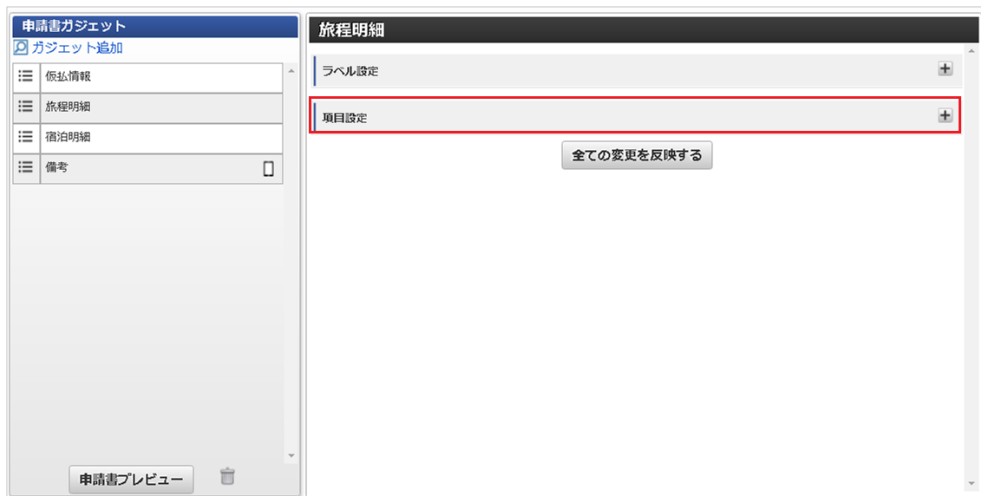 申請書ガジェット
ガジェット追加
仮払情報
旅程明細
宿泊明細
備考
申請書プレビュー
旅程明細
ラベル設定
項目設定
全ての変更を反映する